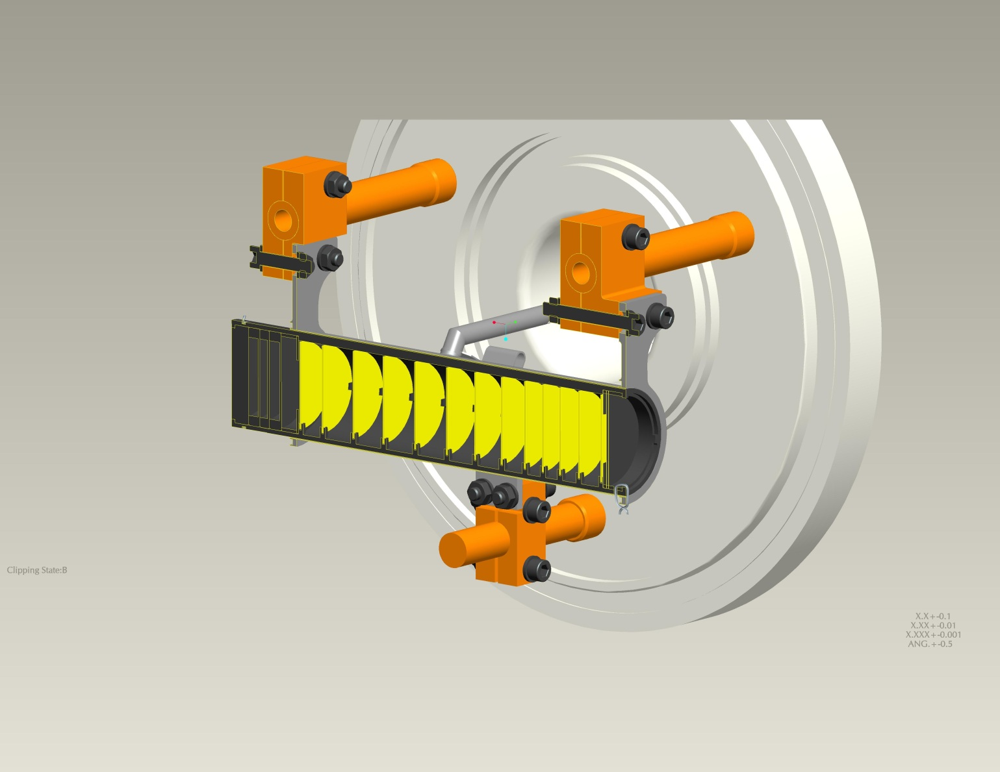 Clipping State:B
X.X+-0.1
X.XX+-0.01
X.XXX+-0.001
ANG.+-0.5